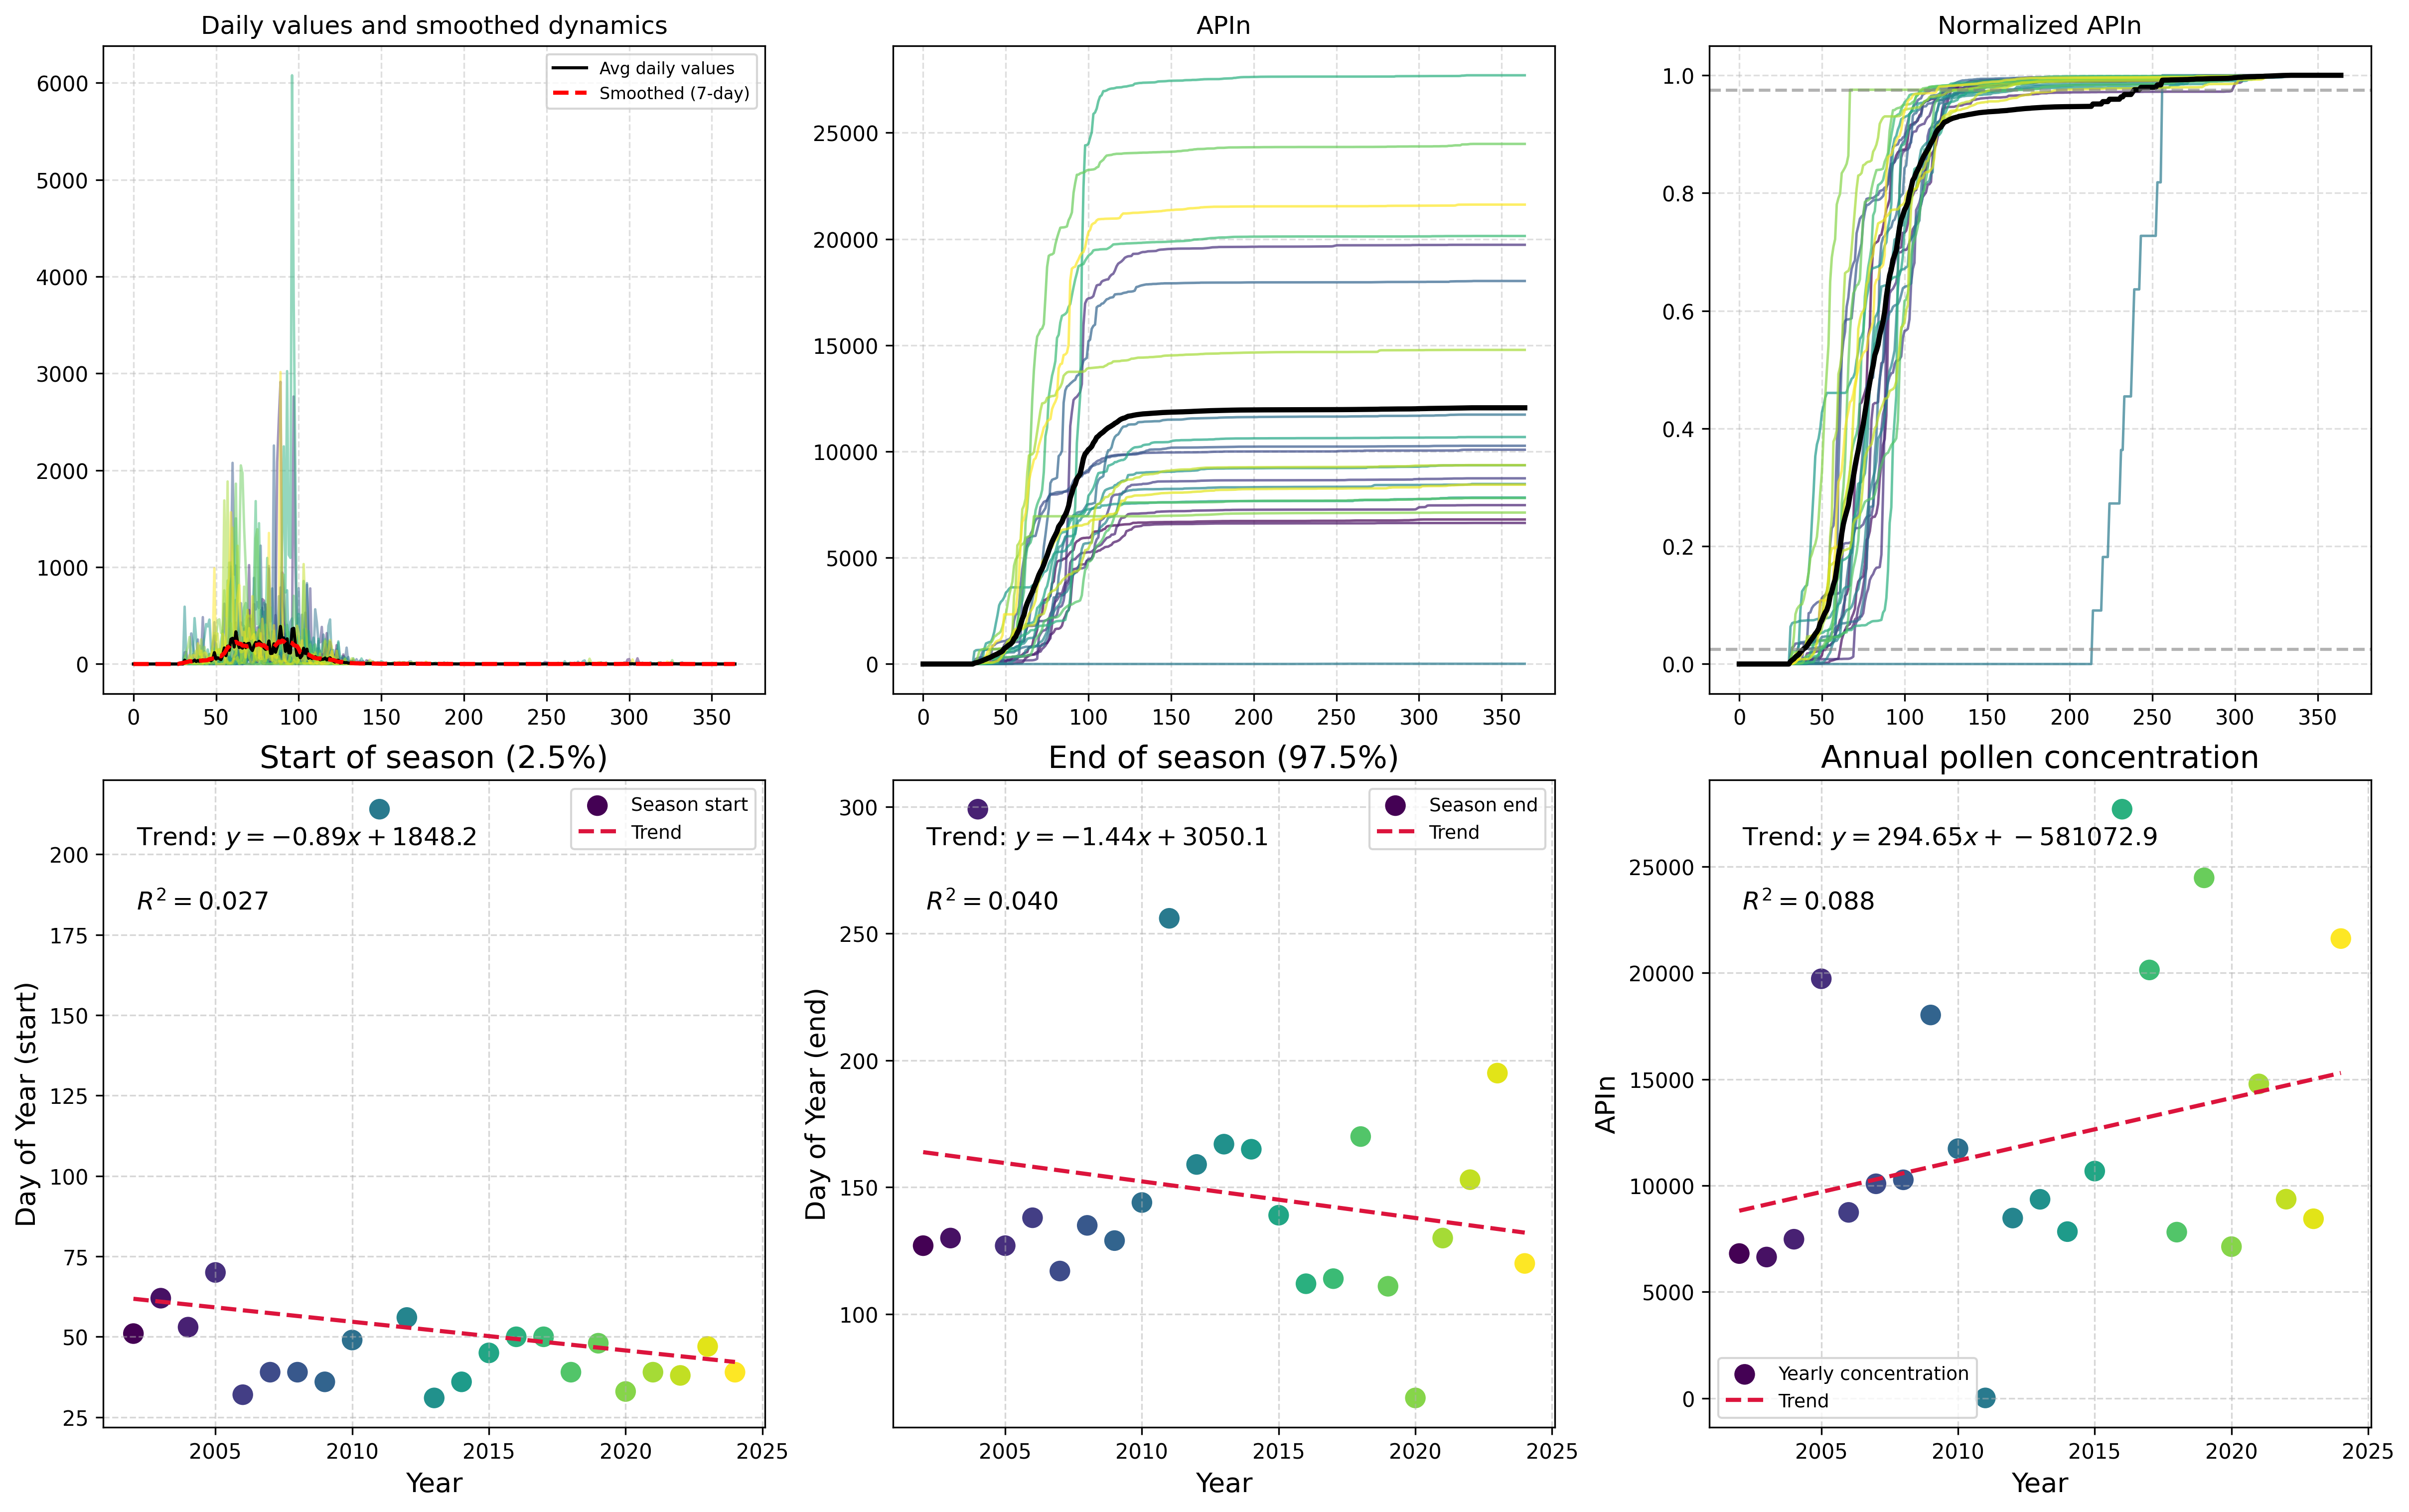 Daily values and smoothed dynamics
Avg daily values
Smoothed (7-day)
6000
5000
4000
3000
2000
1000
0
0 50 100 150 200 250 300 350
APIn
25000
20000
15000
10000
5000
0
0 50 100 150 200 250 300 350
Normalized APIn
1.0
0.8
0.6
0.4
0.2
0.0
0 50 100 150 200 250 300 350
Start of season (2.5%)
Season start
Trend
Trend: y = −0.89x + 1848.2
R² = 0.027
Day of Year (start)
200
175
150
125
100
75
50
25
2005 2010 2015 2020 2025
Year
End of season (97.5%)
Season end
Trend
Trend: y = −1.44x + 3050.1
R² = 0.040
Day of Year (end)
300
250
200
150
100
2005 2010 2015 2020 2025
Year
Annual pollen concentration
Trend: y = 294.65x + −581072.9
R² = 0.088
APIn
25000
20000
15000
10000
5000
0
Yearly concentration
Trend
2005 2010 2015 2020 2025
Year